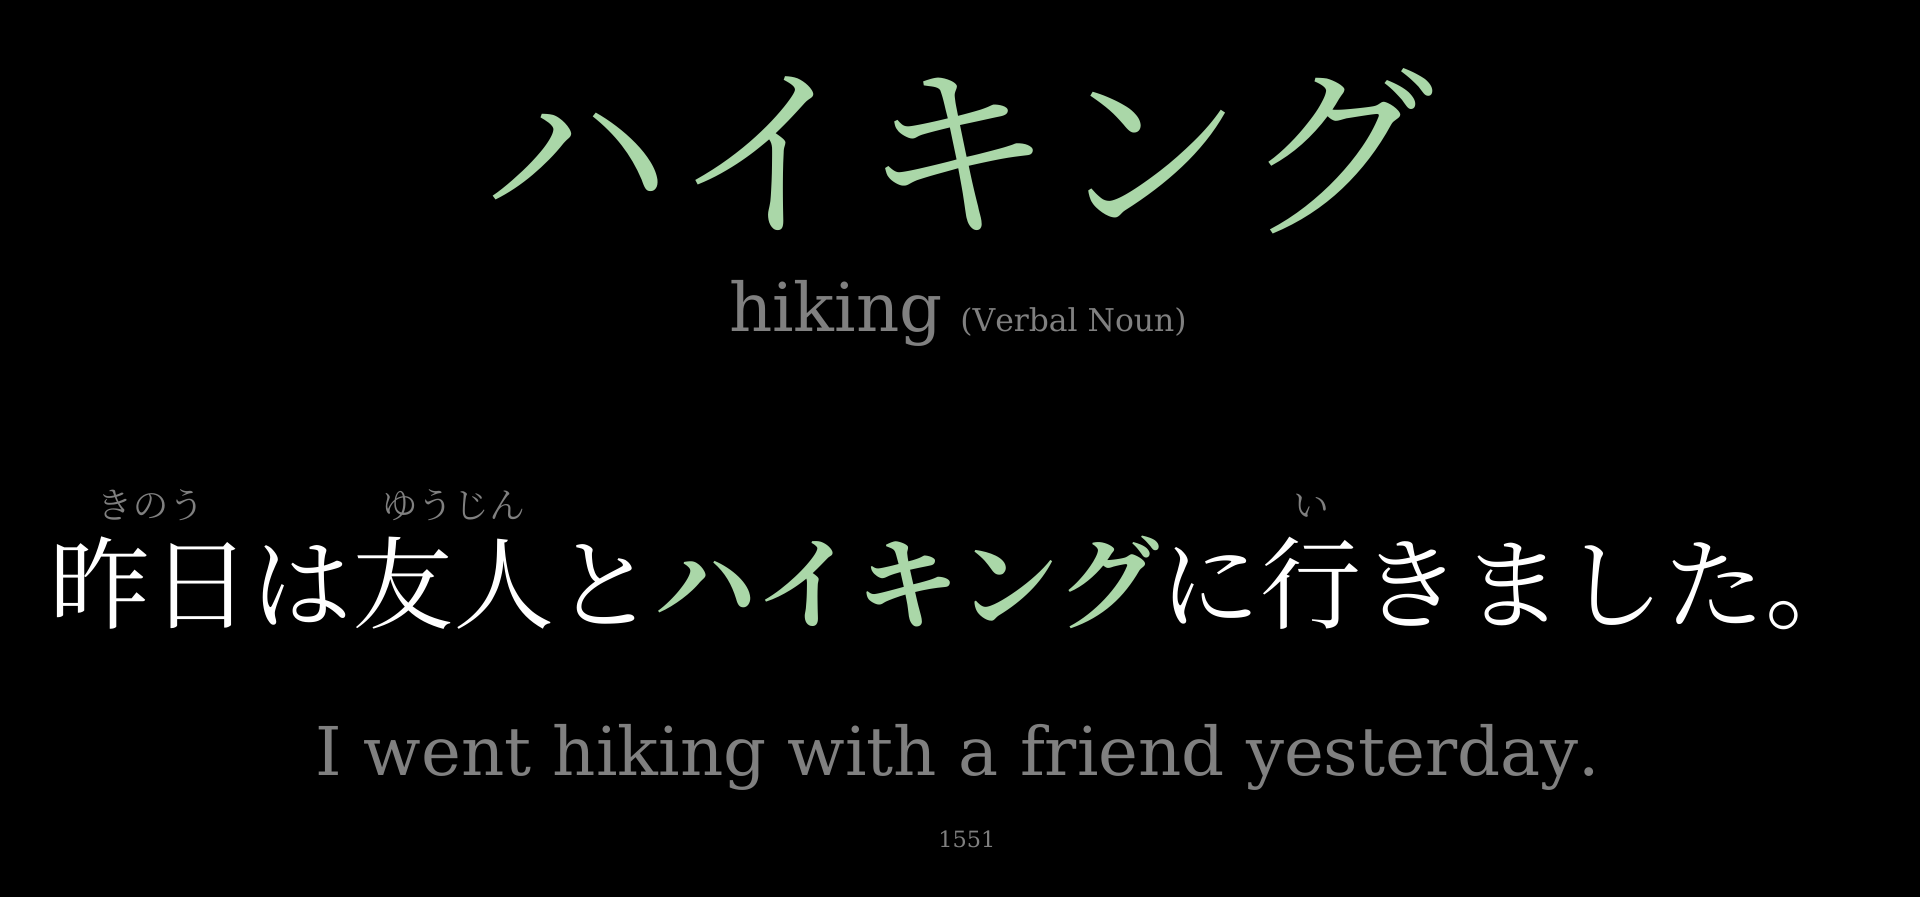 ハイキング
hiking (Verbal Noun)
きのう ゆうじん い
昨日は友人とハイキングに行きました。
I went hiking with a friend yesterday.
1551